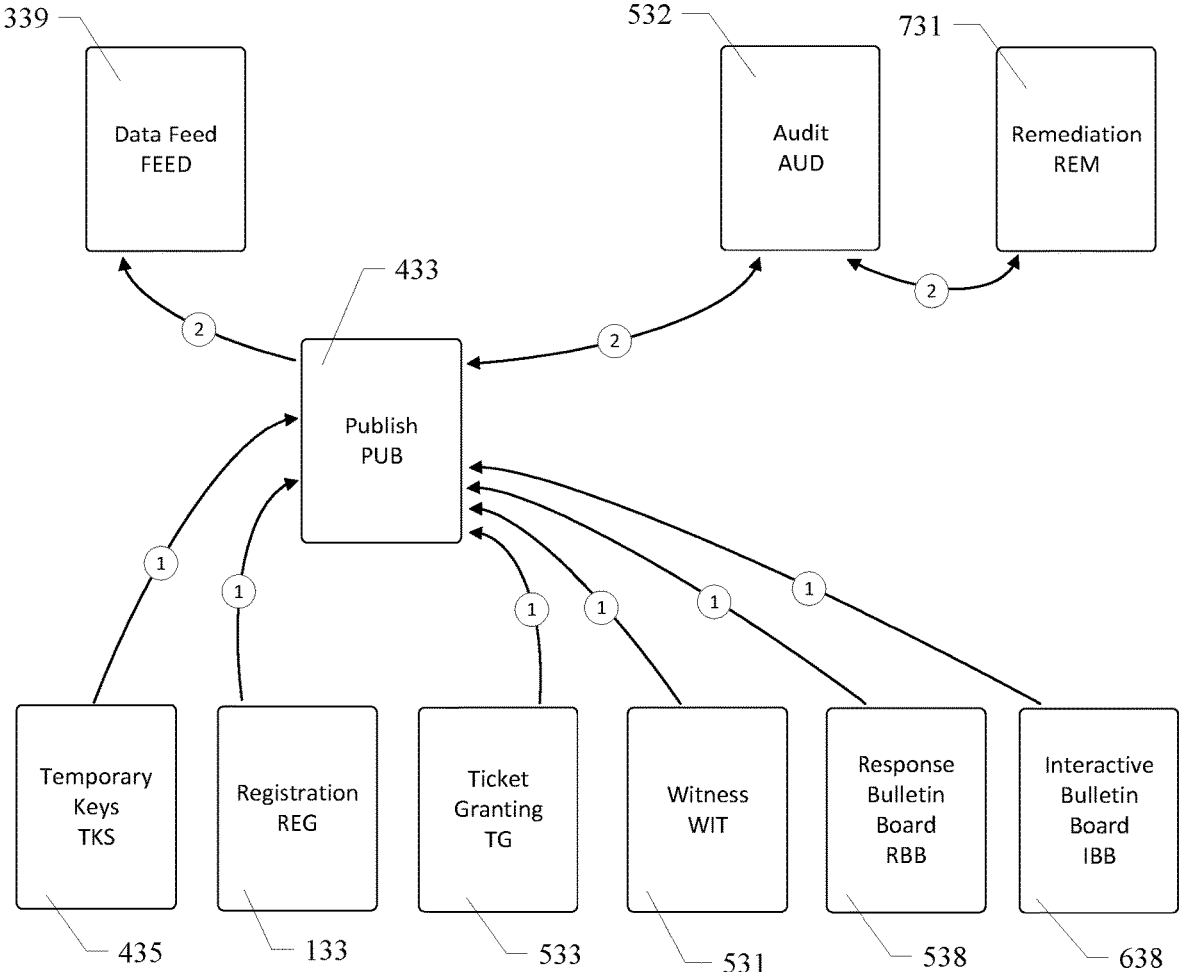 339
532
731
Data Feed
FEED
Audit
AUD
Remediation
REM
433
2
2
2
Publish
PUB
1
1
1
1
1
1
Temporary
Keys
TKS
Registration
REG
Ticket
Granting
TG
Witness
WIT
Response
Bulletin
Board
RBB
Interactive
Bulletin
Board
IBB
435
133
533
531
538
638